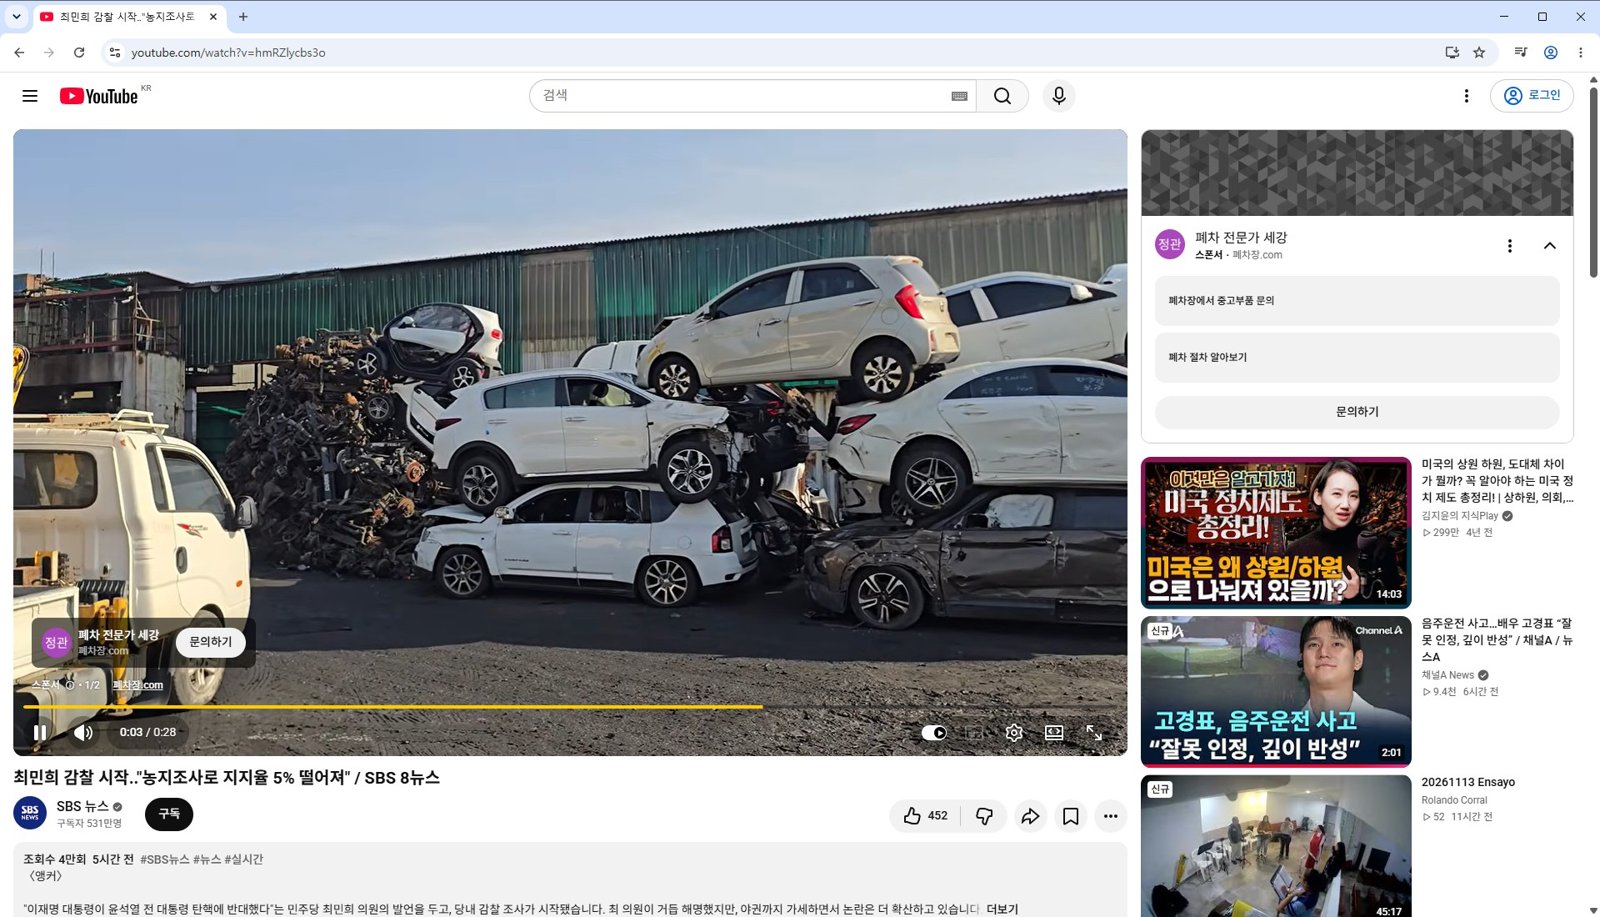 최민희 감찰 시작.."농지조사로
youtube.com/watch?v=hmRZlycbs3o
YouTube KR
검색
로그인
정관
폐차 전문가 세강
스폰서 · 폐차장.com
폐차장에서 중고부품 문의
폐차 절차 알아보기
문의하기
정관
폐차 전문가 세강
폐차장.com
문의하기
스폰서 · 1/2 폐차장.com
0:03 / 0:28
최민희 감찰 시작.."농지조사로 지지율 5% 떨어져" / SBS 8뉴스
SBS NEWS
SBS 뉴스
구독자 531만명
구독
452
조회수 4만회 5시간 전 #SBS뉴스 #뉴스 #실시간
〈앵커〉
"이재명 대통령이 윤석열 전 대통령 탄핵에 반대했다"는 민주당 최민희 의원의 발언을 두고, 당내 감찰 조사가 시작됐습니다. 최 의원이 거듭 해명했지만, 야권까지 가세하면서 논란은 더 확산하고 있습니다. 더보기
이것만은 알고가자!
미국 정치제도
총정리!
미국은 왜 상원/하원
으로 나눠져 있을까?
14:03
미국의 상원 하원, 도대체 차이
가 뭘까? 꼭 알아야 하는 미국 정
치 제도 총정리! | 상하원, 의회,...
김지윤의 지식Play
299만 4년 전
신규
Channel A
고경표, 음주운전 사고
"잘못 인정, 깊이 반성"
2:01
음주운전 사고…배우 고경표 "잘
못 인정, 깊이 반성" / 채널A / 뉴
스A
채널A News
9.4천 6시간 전
신규
45:17
20261113 Ensayo
Rolando Corral
52 11시간 전